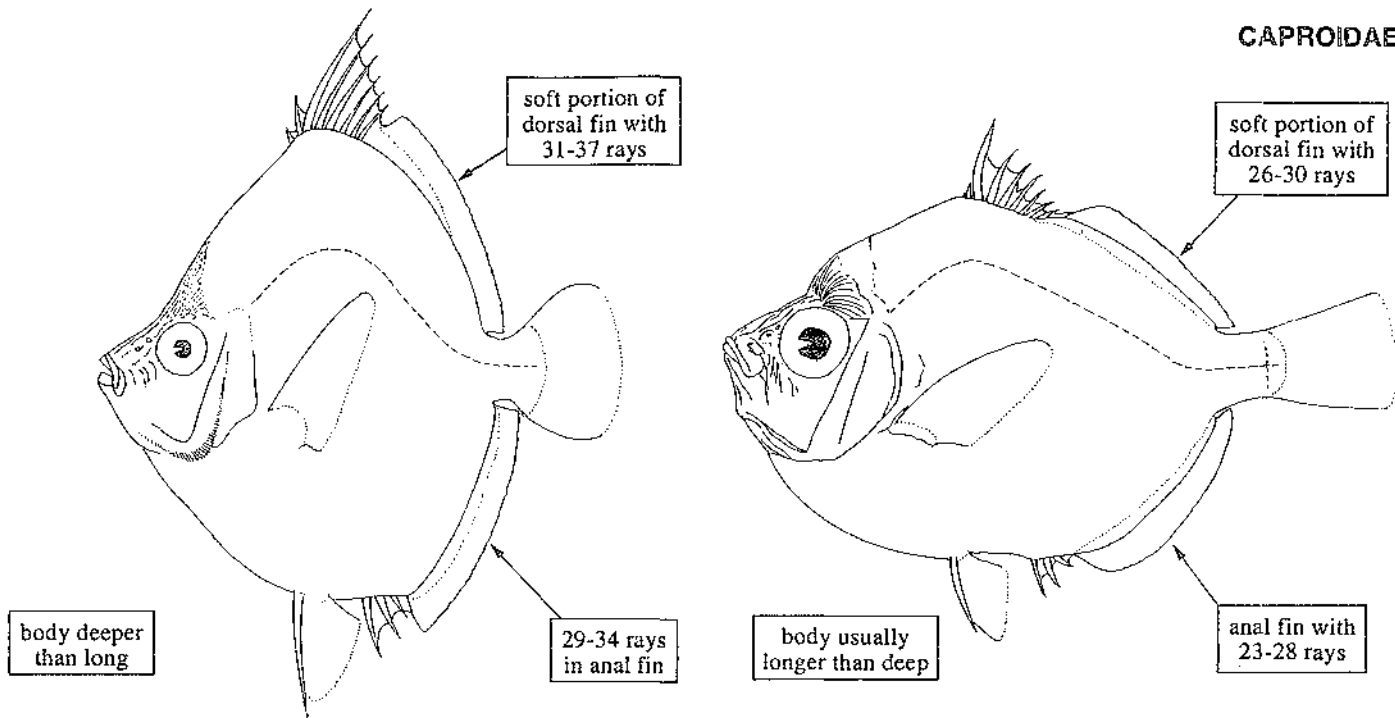 CAPROIDAE
soft portion of
dorsal fin with
31-37 rays
soft portion of
dorsal fin with
26-30 rays
body deeper
than long
29-34 rays
in anal fin
body usually
longer than deep
anal fin with
23-28 rays